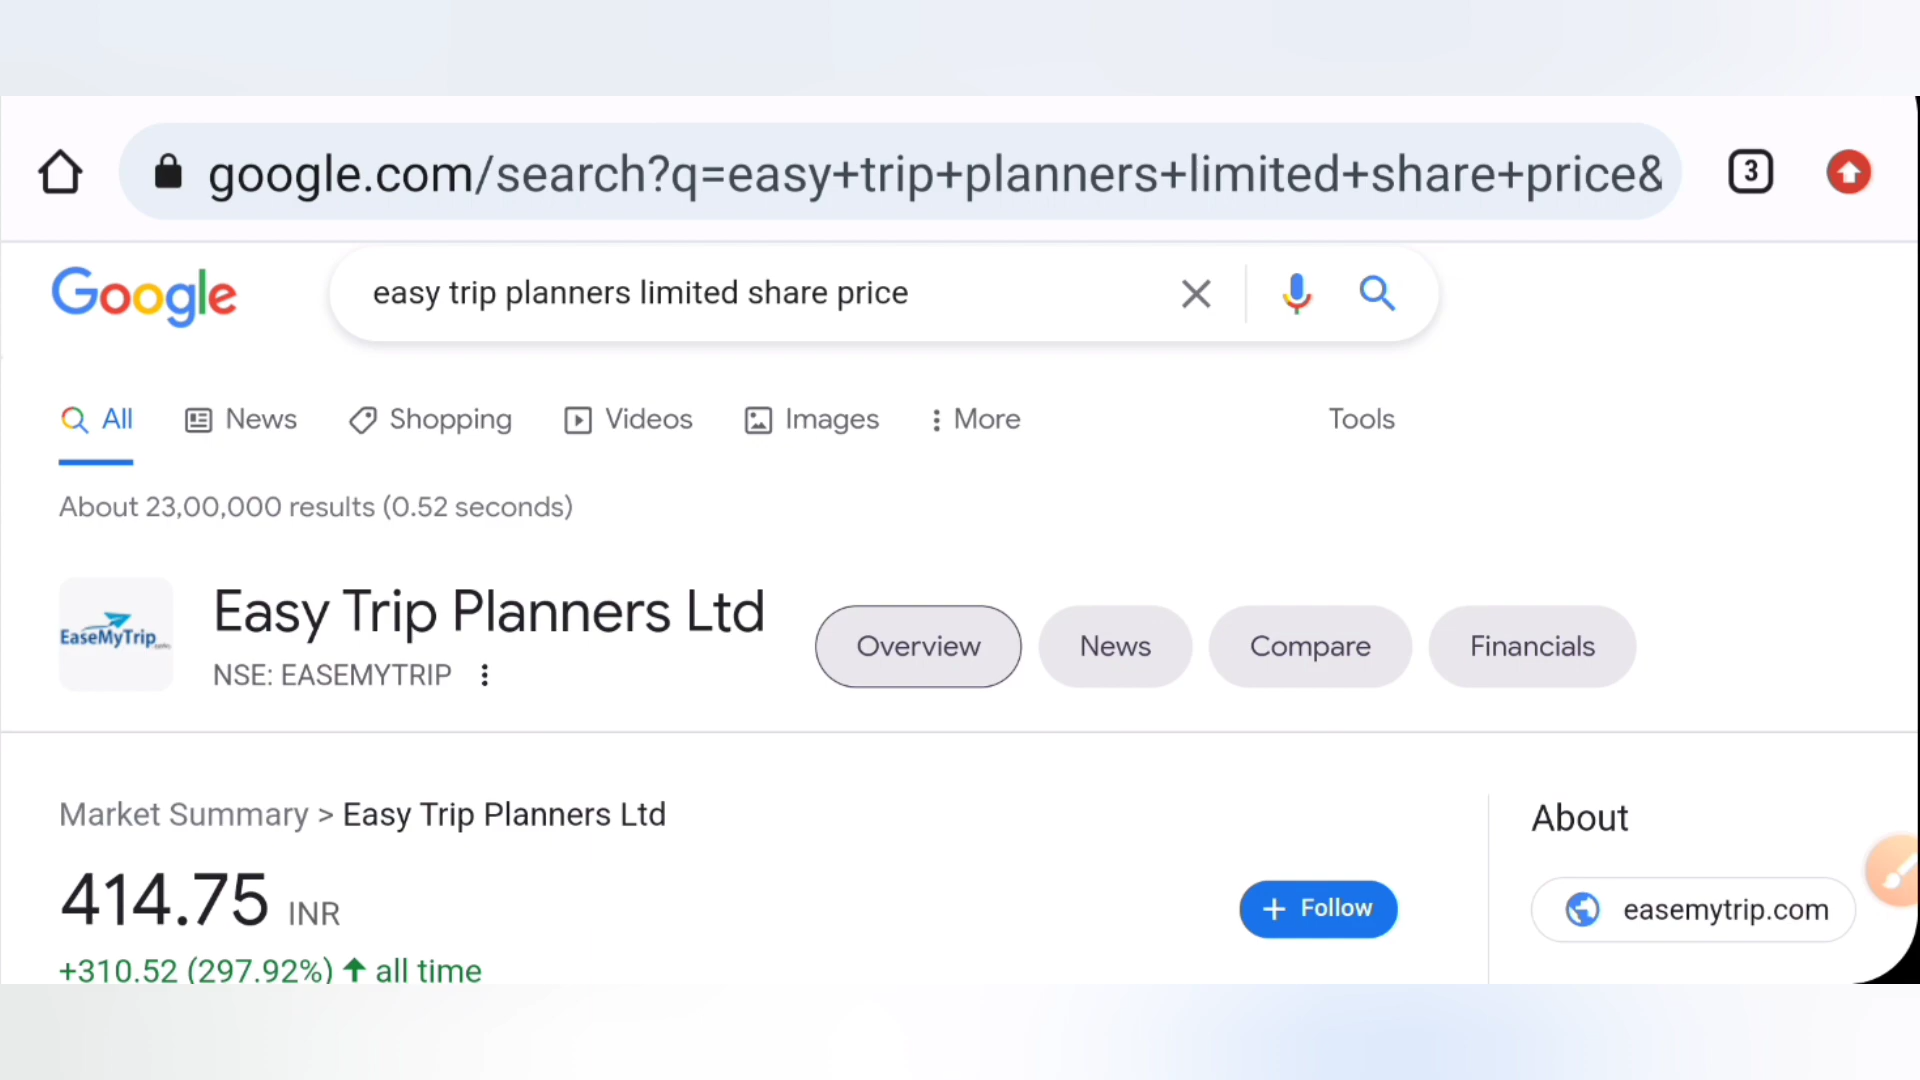 google.com/search?q=easy+trip+planners+limited+share+price&
3
Google
easy trip planners limited share price
All News Shopping Videos Images More Tools
About 23,00,000 results (0.52 seconds)
EaseMyTrip
Easy Trip Planners Ltd
NSE: EASEMYTRIP
Overview News Compare Financials
Market Summary > Easy Trip Planners Ltd
About
414.75 INR
+ Follow
easemytrip.com
+310.52 (297.92%) ↑ all time